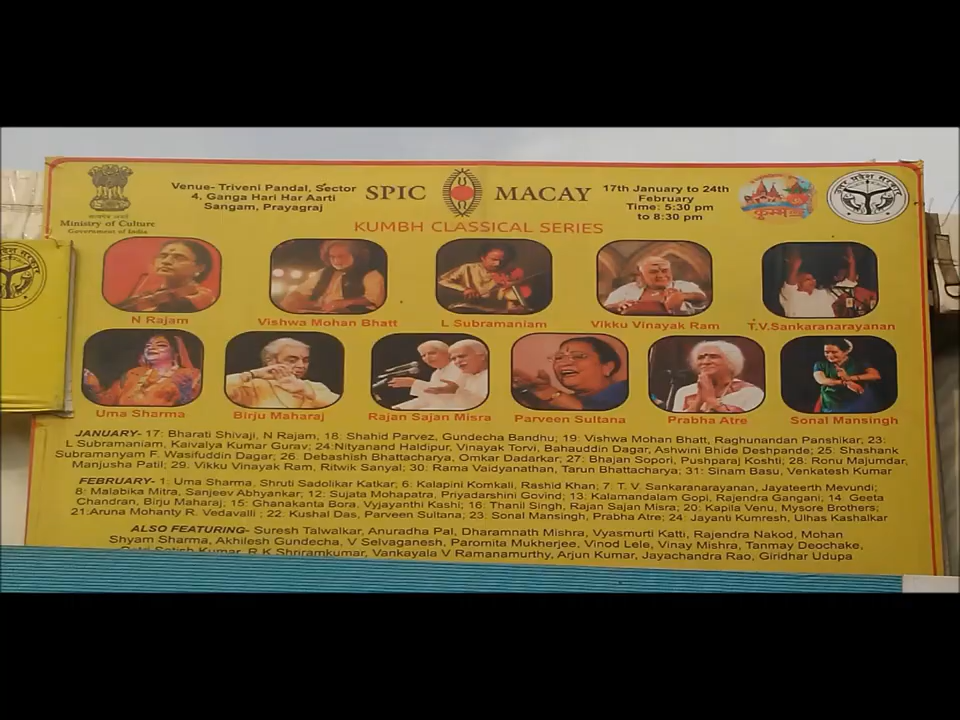 Venue- Triveni Pandal, Sector
4, Ganga Hari Har Aarti
Sangam, Prayagraj
SPIC MACAY
17th January to 24th
February
Time: 5:30 pm
to 8:30 pm
Ministry of Culture
Government of India
कुम्भ
उत्तर प्रदेश सरकार
KUMBH CLASSICAL SERIES
N Rajam
Vishwa Mohan Bhatt
L Subramaniam
Vikku Vinayak Ram
T.V.Sankaranarayanan
Uma Sharma
Birju Maharaj
Rajan Sajan Misra
Parveen Sultana
Prabha Atre
Sonal Mansingh
JANUARY- 17: Bharati Shivaji, N Rajam, 18: Shahid Parvez, Gundecha Bandhu; 19: Vishwa Mohan Bhatt, Raghunandan Panshikar, 23:
L Subramaniam, Kaivalya Kumar Gurav; 24:Nityanand Haldipur, Vinayak Torvi, Bahauddin Dagar, Ashwini Bhide Deshpande; 25: Shashank
Subramanyam F. Wasifuddin Dagar; 26: Debashish Bhattacharya, Omkar Dadarkar; 27: Bhajan Sopori, Pushparaj Koshti; 28: Ronu Majumdar,
Manjusha Patil; 29: Vikku Vinayak Ram, Ritwik Sanyal; 30: Rama Vaidyanathan, Tarun Bhattacharya; 31: Sinam Basu, Venkatesh Kumar
FEBRUARY- 1: Uma Sharma, Shruti Sadolikar Katkar; 6: Kalapini Komkali, Rashid Khan; 7: T. V. Sankaranarayanan, Jayateerth Mevundi;
8: Malabika Mitra, Sanjeev Abhyankar; 12: Sujata Mohapatra, Priyadarshini Govind; 13: Kalamandalam Gopi, Rajendra Gangani, 14: Geeta
Chandran, Birju Maharaj; 15: Ghanakanta Bora, Vyjayanthi Kashi; 16: Thanil Singh, Rajan Sajan Misra; 20: Kapila Venu, Mysore Brothers;
21:Aruna Mohanty R. Vedavalli ; 22: Kushal Das, Parveen Sultana; 23: Sonal Mansingh, Prabha Atre; 24: Jayanti Kumresh, Ulhas Kashalkar
ALSO FEATURING- Suresh Talwalkar, Anuradha Pal, Dharamnath Mishra, Vyasmurti Katti, Rajendra Nakod, Mohan
Shyam Sharma, Akhilesh Gundecha, V Selvaganesh, Paromita Mukherjee, Vinod Lele, Vinay Mishra, Tanmay Deochake,
Satish Kumar, R K Shriramkumar, Vankayala V Ramanamurthy, Arjun Kumar, Jayachandra Rao, Giridhar Udupa